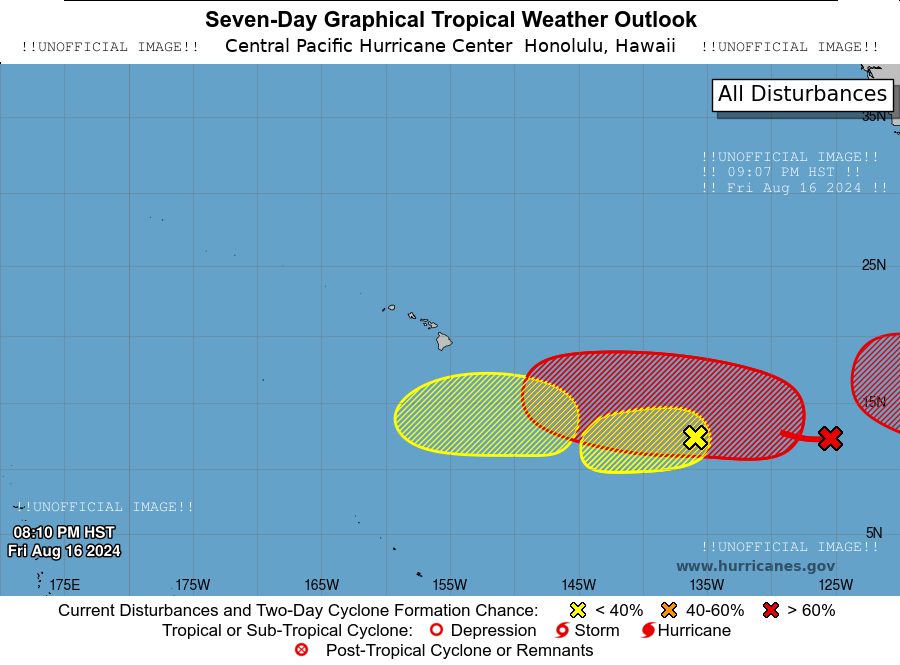 Seven-Day Graphical Tropical Weather Outlook
!!UNOFFICIAL IMAGE!! Central Pacific Hurricane Center Honolulu, Hawaii !!UNOFFICIAL IMAGE!!
All Disturbances
35N
!!UNOFFICIAL IMAGE!!
!! 09:07 PM HST !!
!! Fri Aug 16 2024 !!
25N
15N
!!UNOFFICIAL IMAGE!!
08:10 PM HST
Fri Aug 16 2024
5N
!!UNOFFICIAL IMAGE!!
www.hurricanes.gov
175E 175W 165W 155W 145W 135W 125W
Current Disturbances and Two-Day Cyclone Formation Chance: < 40% 40-60% > 60%
Tropical or Sub-Tropical Cyclone: Depression Storm Hurricane
Post-Tropical Cyclone or Remnants